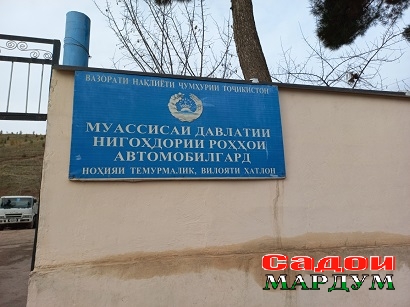 ВАЗОРАТИ НАҚЛИЁТИ ҶУМҲУРИИ ТОҶИКИСТОН
МУАССИСАИ ДАВЛАТИИ
НИГОҲДОРИИ РОҲҲОИ
АВТОМОБИЛГАРД
НОҲИЯИ ТЕМУРМАЛИК, ВИЛОЯТИ ХАТЛОН
Садои
МАРДУМ